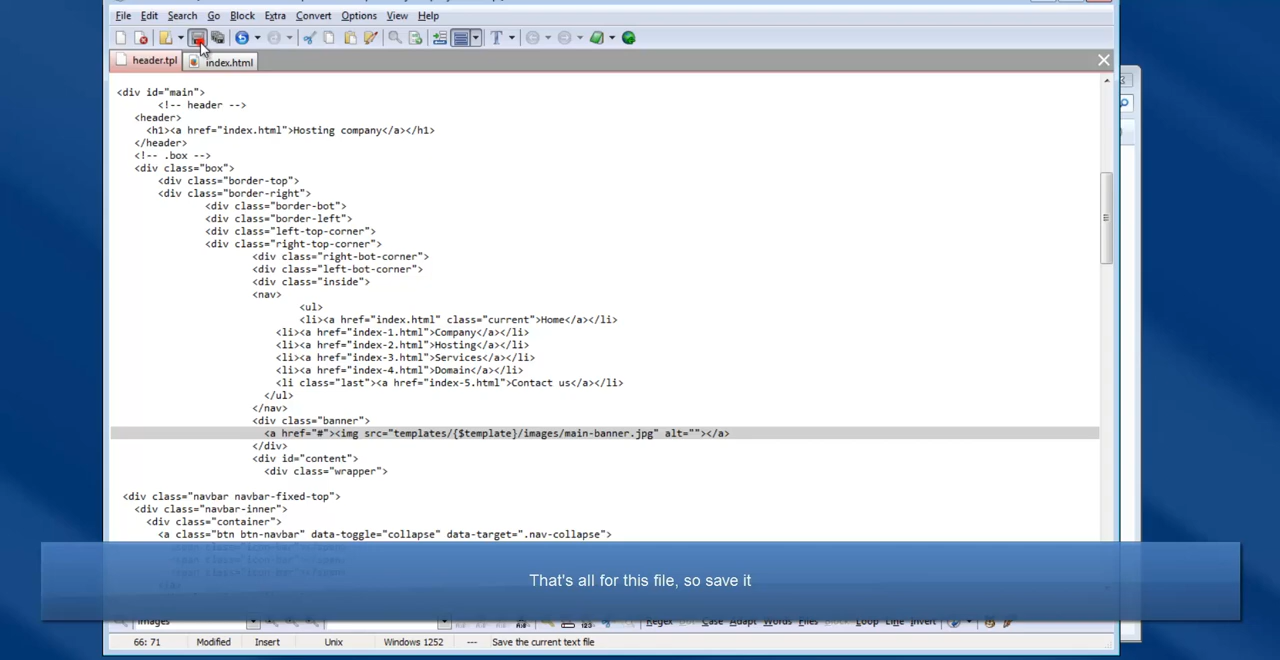 File Edit Search Go Block Extra Convert Options View Help
header.tpl index.html
<div id="main">
<!-- header -->
<header>
<h1><a href="index.html">Hosting company</a></h1>
</header>
<!-- .box -->
<div class="box">
<div class="border-top">
<div class="border-right">
<div class="border-bot">
<div class="border-left">
<div class="left-top-corner">
<div class="right-top-corner">
<div class="right-bot-corner">
<div class="left-bot-corner">
<div class="inside">
<nav>
<ul>
<li><a href="index.html" class="current">Home</a></li>
<li><a href="index-1.html">Company</a></li>
<li><a href="index-2.html">Hosting</a></li>
<li><a href="index-3.html">Services</a></li>
<li><a href="index-4.html">Domain</a></li>
<li class="last"><a href="index-5.html">Contact us</a></li>
</ul>
</nav>
<div class="banner">
<a href="#"><img src="templates/{$template}/images/main-banner.jpg" alt=""></a>
</div>
<div id="content">
<div class="wrapper">
<div class="navbar navbar-fixed-top">
<div class="navbar-inner">
<div class="container">
<a class="btn btn-navbar" data-toggle="collapse" data-target=".nav-collapse">
That's all for this file, so save it
images Regex Case Adapt Words Files Loop Line Invert
66: 71 Modified Insert Unix Windows 1252 --- Save the current text file